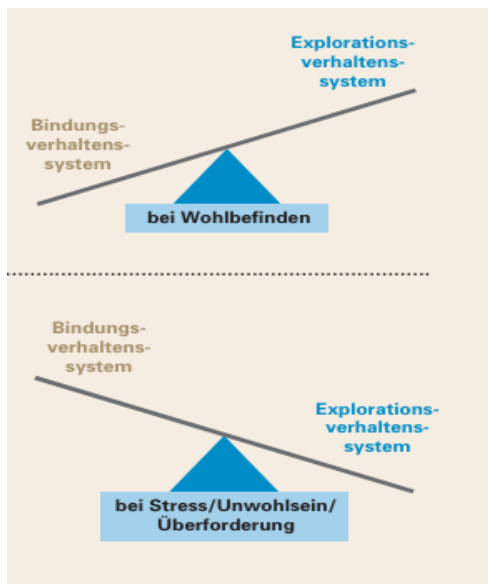 Explorations-
verhaltens-
system
Bindungs-
verhaltens-
system
bei Wohlbefinden
Bindungs-
verhaltens-
system
Explorations-
verhaltens-
system
bei Stress/Unwohlsein/
Überforderung